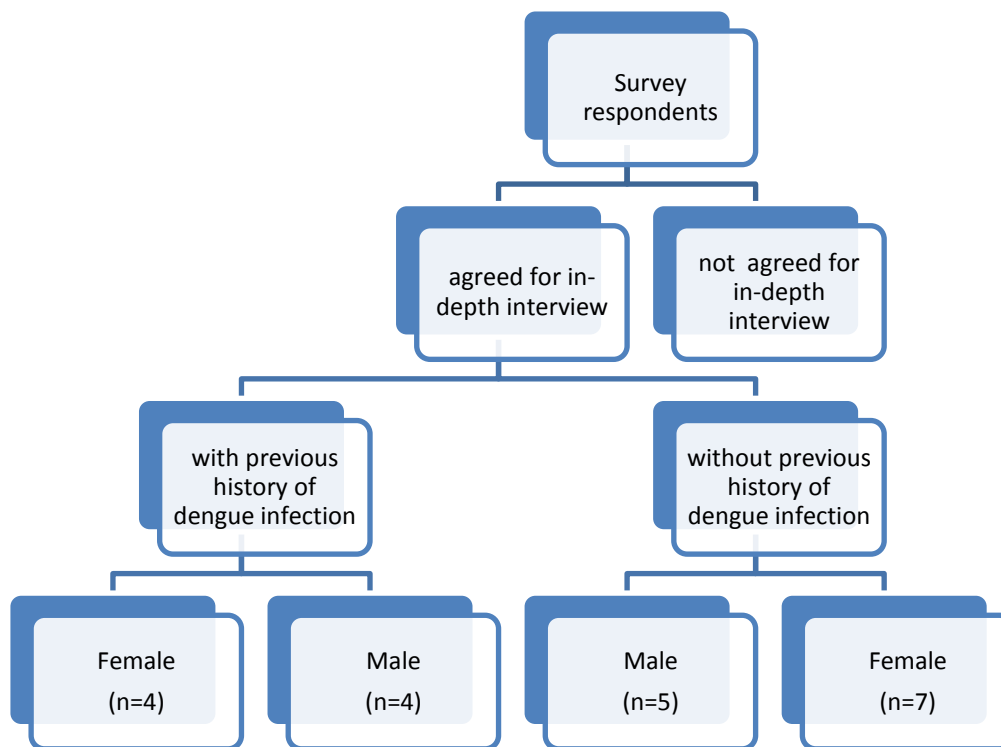 Survey
respondents
agreed for in-
depth interview
not  agreed for
in-depth
interview
with previous
history of
dengue infection
without previous
history of
dengue infection
Female
(n=4)
Male
(n=4)
Male
(n=5)
Female
(n=7)